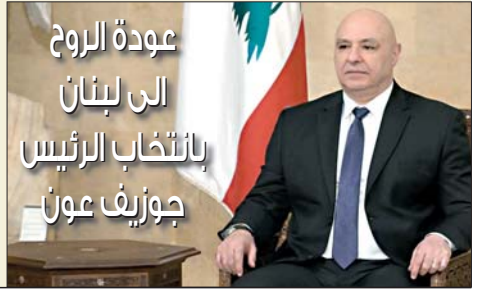 عودة الروح
الى لبنان
بانتخاب الرئيس
جوزيف عون